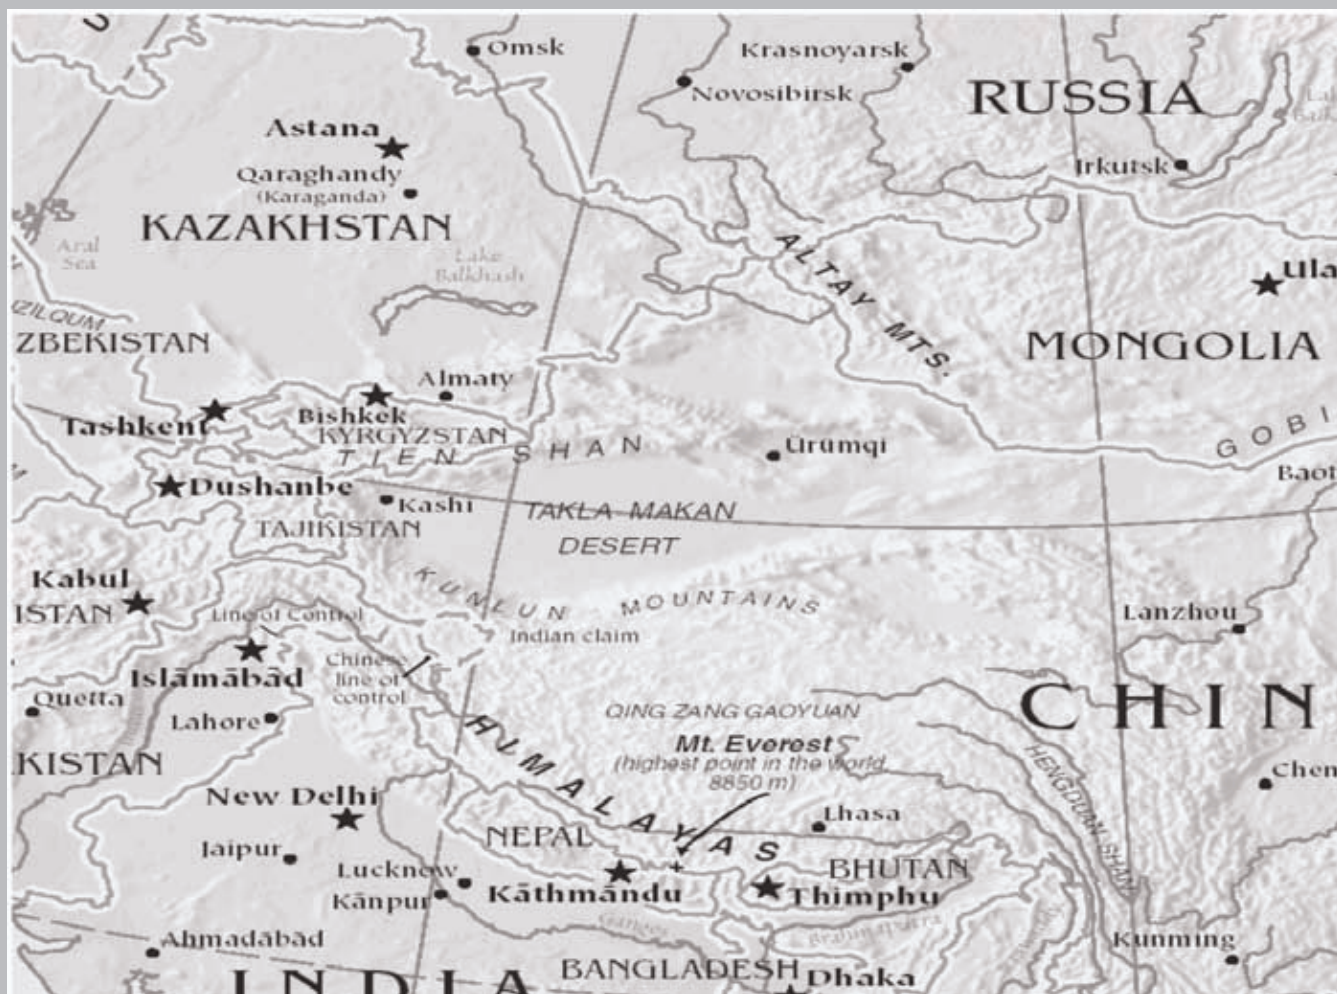 U
Omsk
Krasnoyarsk
Novosibirsk
RUSSIA
Astana
Qaraghandy
(Karaganda)
Irkutsk
KAZAKHSTAN
Aral
Sea
Lake
Balkhash
ALTAY MTS.
Ula
IZILQUM
ZBEKISTAN
MONGOLIA
Almaty
Tashkent
Bishkek
KYRGYZSTAN
TIEN SHAN
Ürümqi
GOBI
Baot
Dushanbe
Kashi
TAJIKISTAN
TAKLA MAKAN
DESERT
Kabul
ISTAN
KUNLUN MOUNTAINS
Line of Control
Indian claim
Lanzhou
Islāmābād
Chinese
line of
control
Quetta
Lahore
QING ZANG GAOYUAN
CHIN
HIMALAYAS
Mt. Everest
(highest point in the world
8850 m)
HENGDUAN SHAN
KISTAN
Chen
New Delhi
Lhasa
NEPAL
Jaipur
Lucknow
BHUTAN
Kānpur
Kāthmāndu
Thimphu
Ganges
Brahmaputra
Ahmadābād
Kunming
INDIA
BANGLADESH
Dhaka